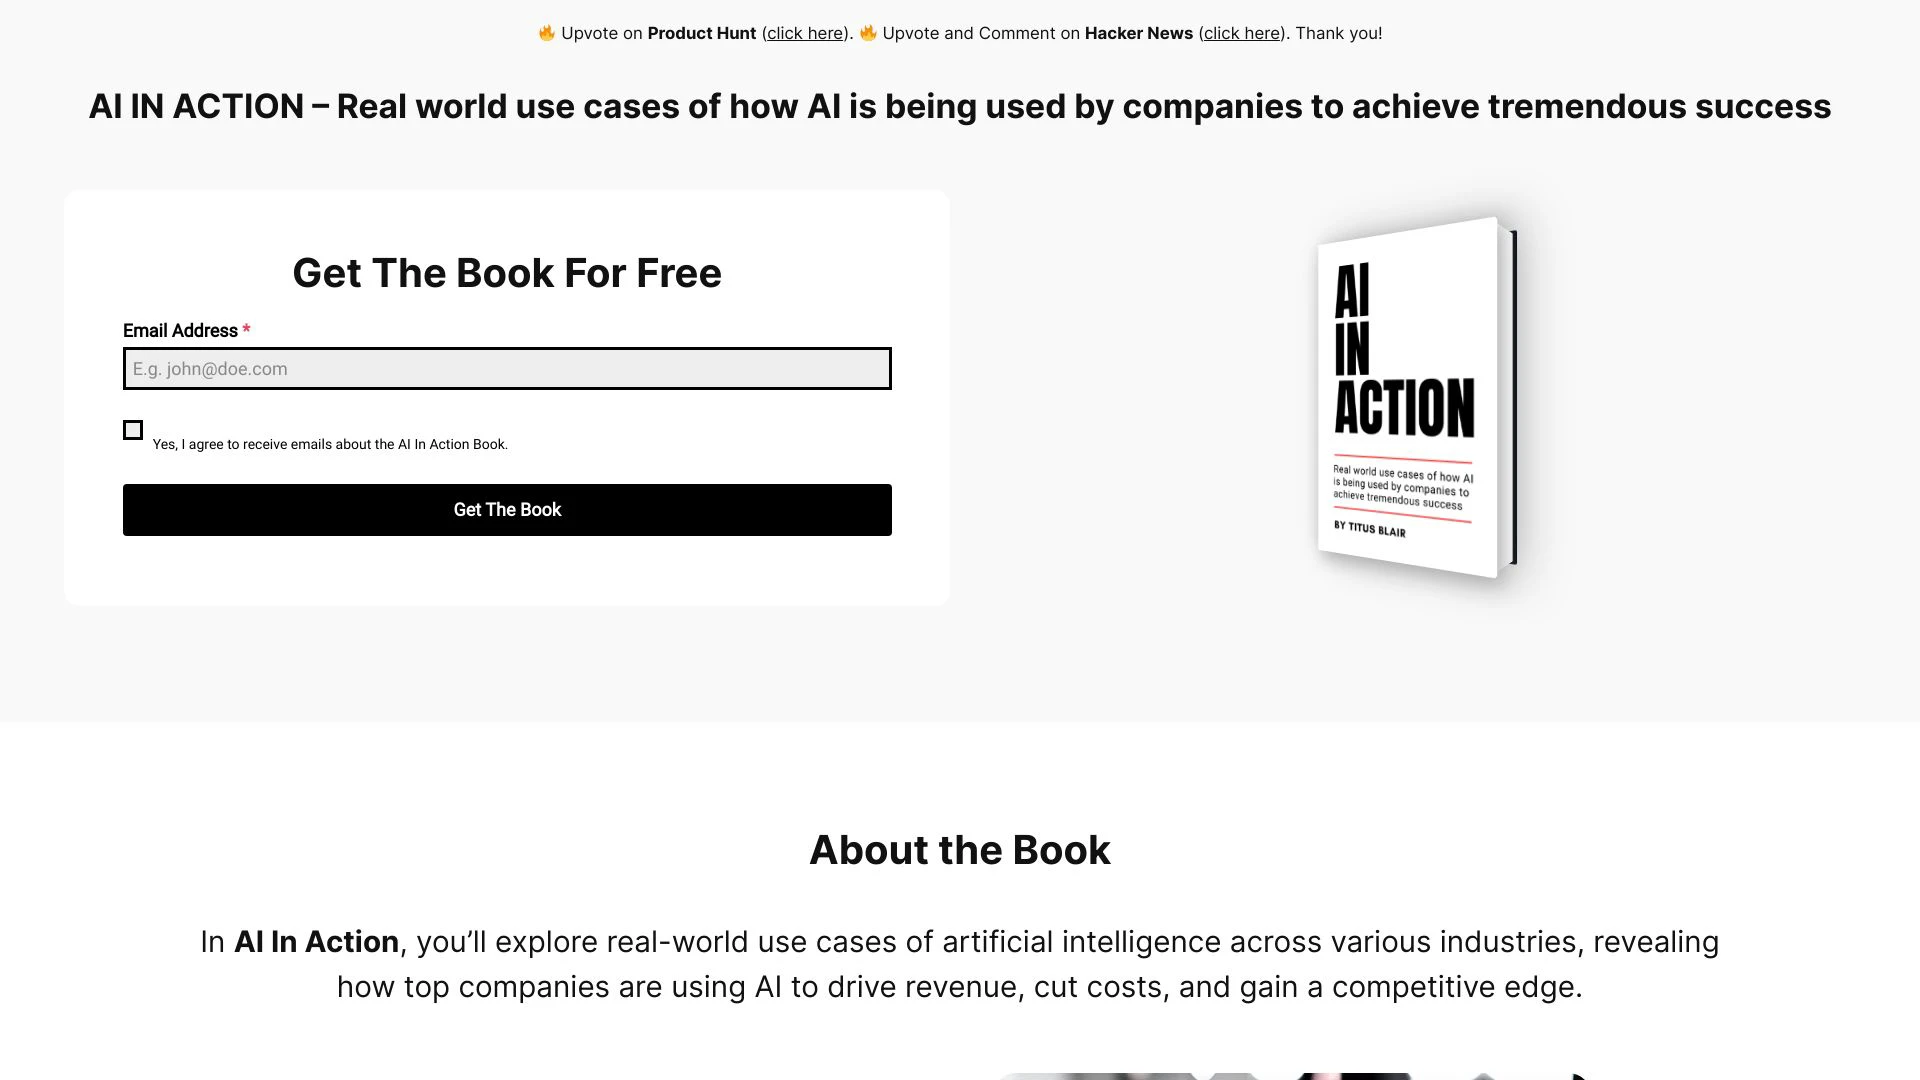 🔥 Upvote on Product Hunt (click here). 🔥 Upvote and Comment on Hacker News (click here). Thank you!
AI IN ACTION – Real world use cases of how AI is being used by companies to achieve tremendous success
Get The Book For Free
Email Address *
E.g. john@doe.com
Yes, I agree to receive emails about the AI In Action Book.
Get The Book
AI
IN
ACTION
Real world use cases of how AI
is being used by companies to
achieve tremendous success
BY TITUS BLAIR
About the Book
In AI In Action, you’ll explore real-world use cases of artificial intelligence across various industries, revealing
how top companies are using AI to drive revenue, cut costs, and gain a competitive edge.